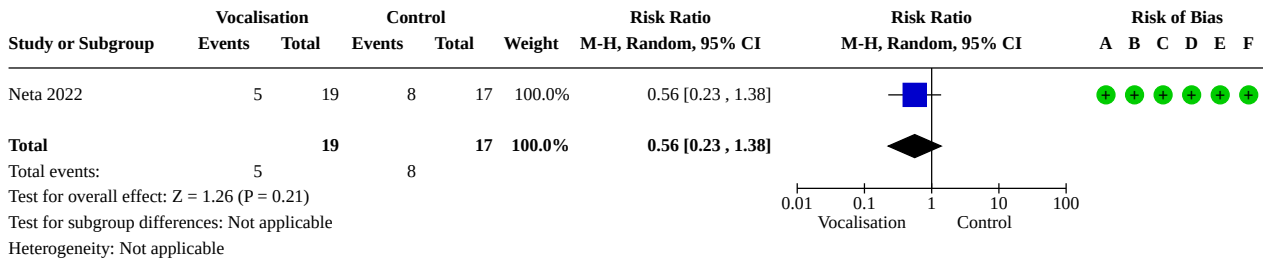 Vocalisation Control Risk Ratio Risk Ratio Risk of Bias
Study or Subgroup Events Total Events Total Weight M-H, Random, 95% CI M-H, Random, 95% CI A B C D E F
Neta 2022 5 19 8 17 100.0% 0.56 [0.23 , 1.38] + + + + + +
Total 19 17 100.0% 0.56 [0.23 , 1.38]
Total events: 5 8
Test for overall effect: Z = 1.26 (P = 0.21) 0.01 0.1 1 10 100
Test for subgroup differences: Not applicable Vocalisation Control
Heterogeneity: Not applicable